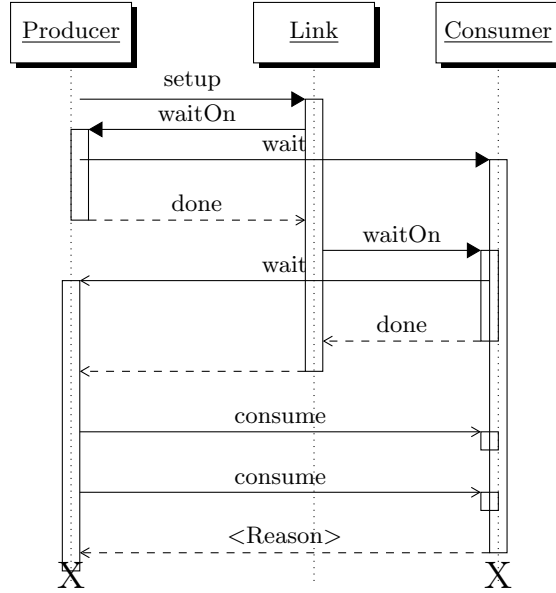 Producer
Link
Consumer
setup
waitOn
wait
done
waitOn
wait
done
consume
consume
<Reason>
X
X